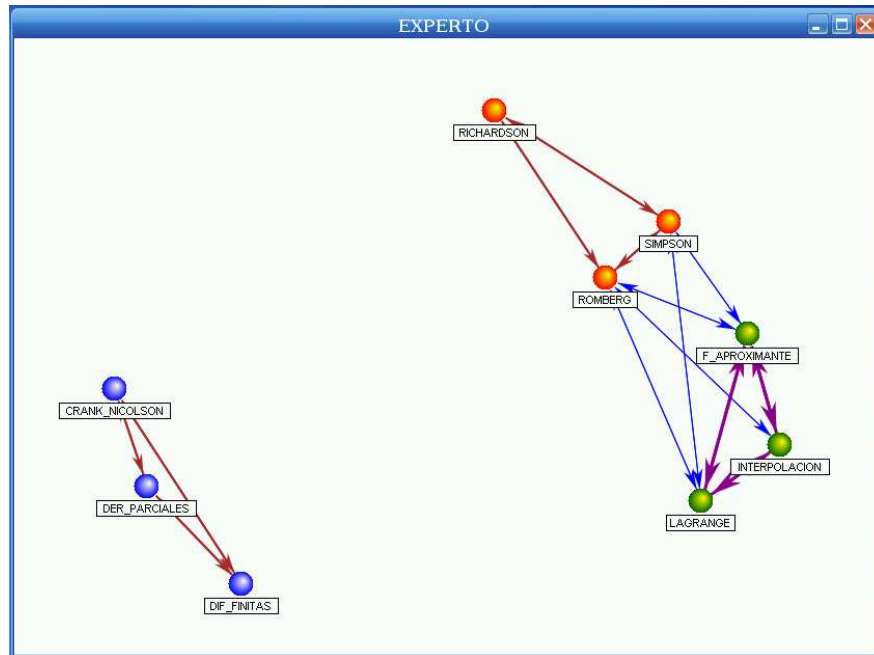 EXPERTO
RICHARDSON
SIMPSON
ROMBERG
F_APROXIMANTE
CRANK_NICOLSON
INTERPOLACION
DER_PARCIALES
LAGRANGE
DIF_FINITAS